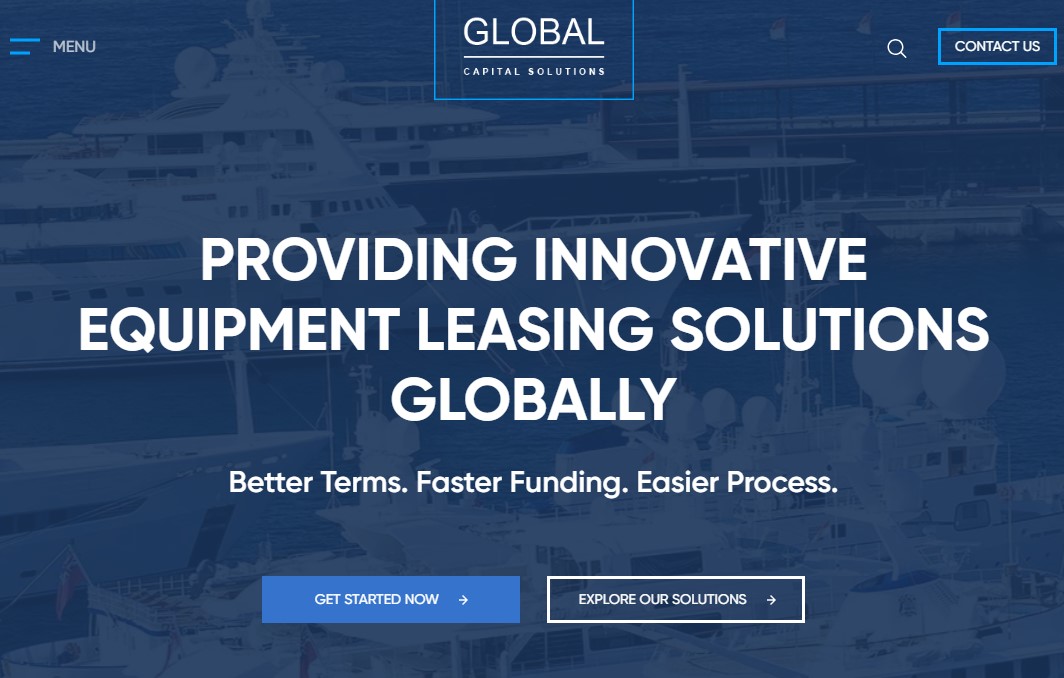 MENU
GLOBAL
CAPITAL SOLUTIONS
CONTACT US
PROVIDING INNOVATIVE
EQUIPMENT LEASING SOLUTIONS
GLOBALLY
Better Terms. Faster Funding. Easier Process.
GET STARTED NOW
EXPLORE OUR SOLUTIONS